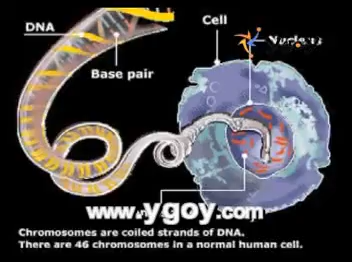 DNA
Cell
Nucleus
Base pair
www.ygoy.com
Chromosomes are coiled strands of DNA.
There are 46 chromosomes in a normal human cell.